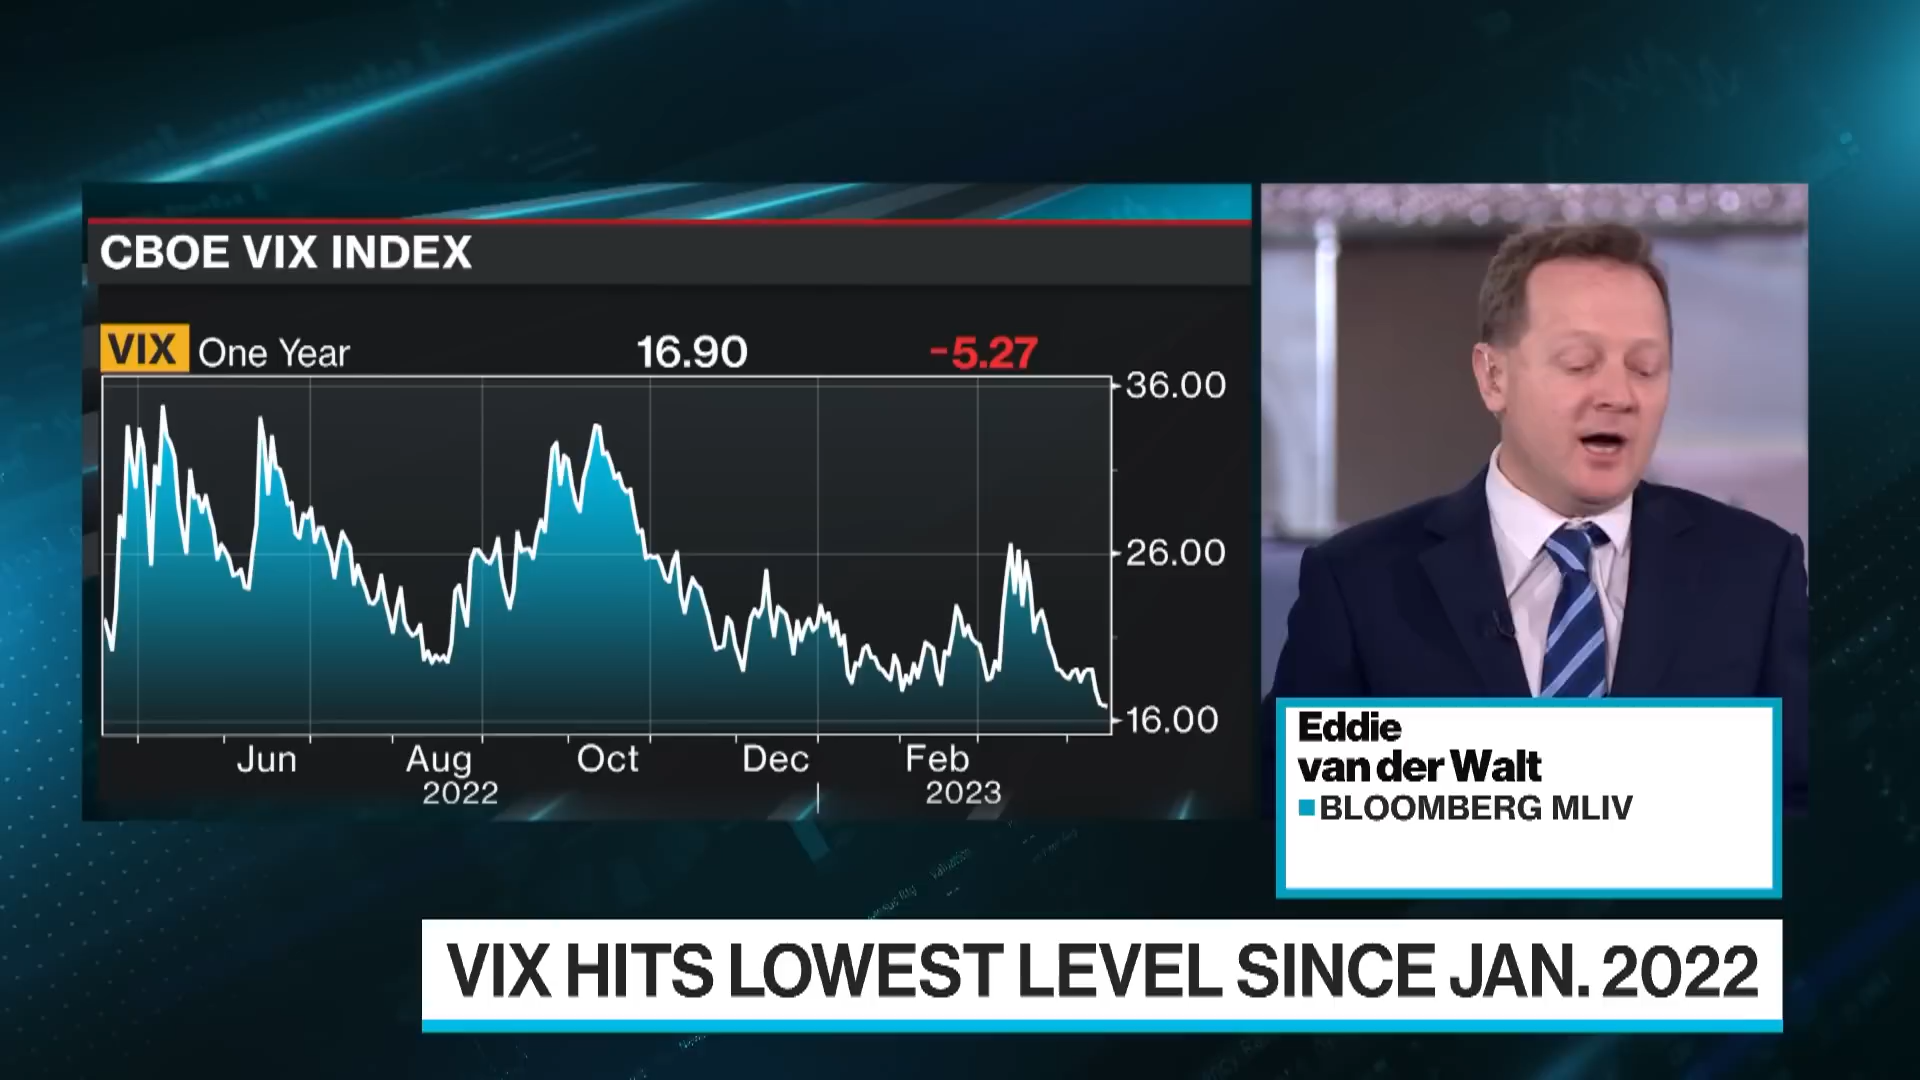 CBOE VIX INDEX
VIX One Year 16.90 -5.27
36.00
26.00
16.00
Jun Aug Oct Dec Feb
2022 2023
Eddie
van der Walt
BLOOMBERG MLIV
valuation
VIX HITS LOWEST LEVEL SINCE JAN. 2022